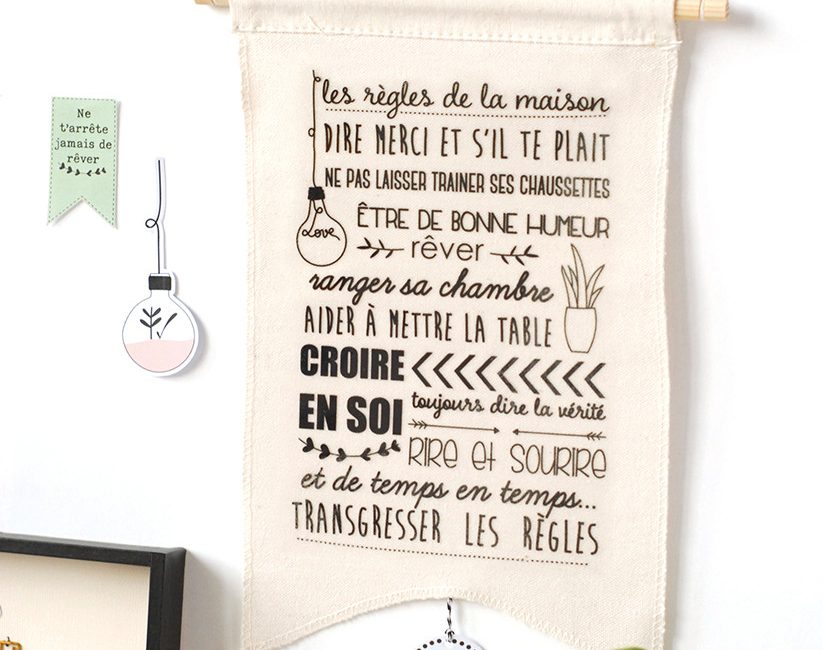 Ne
t'arrête
jamais de
rêver
les règles de la maison
DIRE MERCI ET S'IL TE PLAIT
NE PAS LAISSER TRAINER SES CHAUSSETTES
ÊTRE DE BONNE HUMEUR
Love
rêver
ranger sa chambre
AIDER À METTRE LA TABLE
CROIRE
EN SOI
toujours dire la vérité
RIRE et SOURIRE
et de temps en temps...
TRANSGRESSER LES RÈGLES